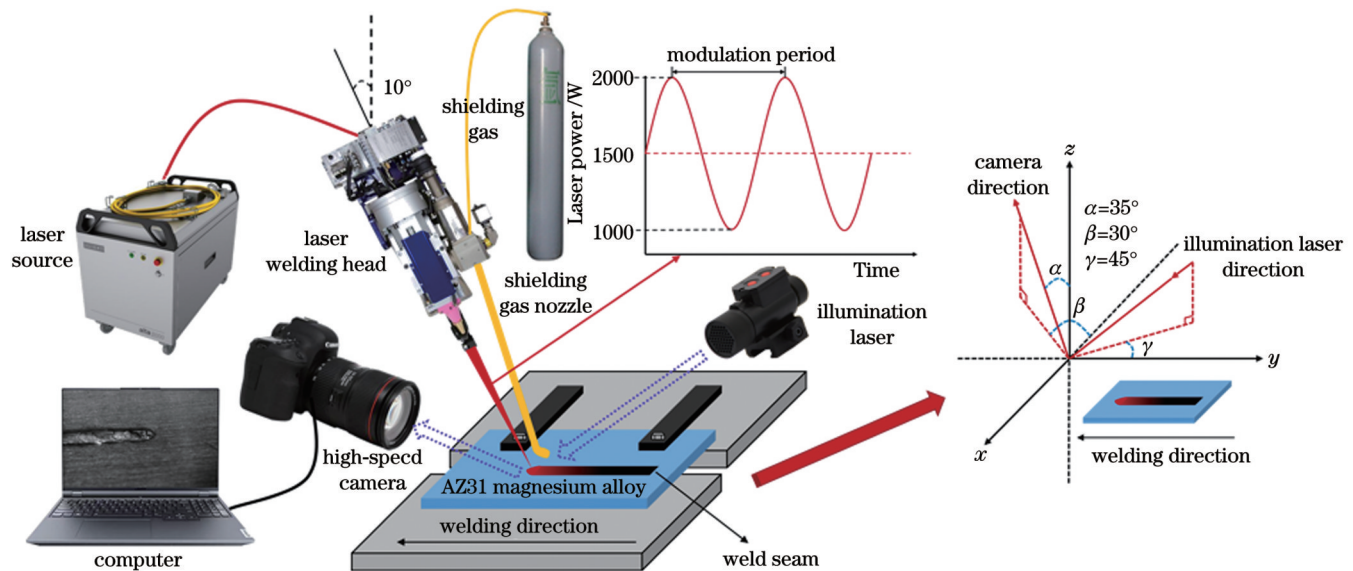 10°
shielding
gas
modulation period
Laser power /W
2000
1500
1000
Time
laser
source
laser
welding head
shielding
gas nozzle
illumination
laser
high-specd
camera
AZ31 magnesium alloy
welding direction
weld seam
computer
z
camera
direction
α=35°
β=30°
γ=45°
illumination laser
direction
α
β
γ
y
x
welding direction